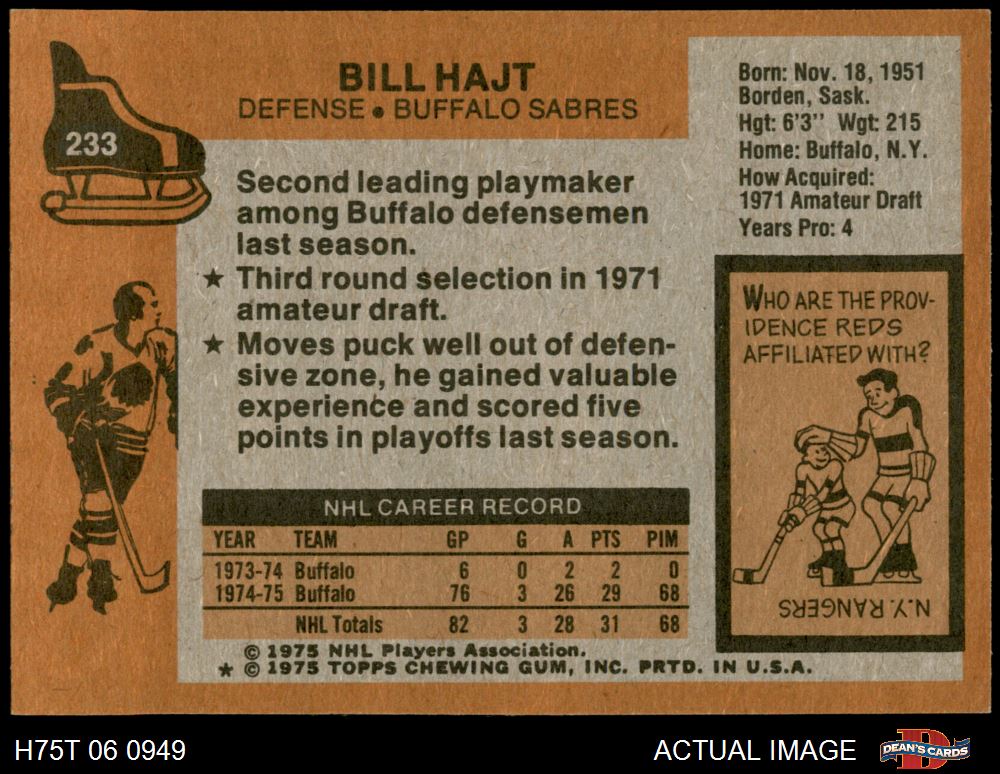 BILL HAJT
DEFENSE • BUFFALO SABRES
233
Born: Nov. 18, 1951
Borden, Sask.
Hgt: 6'3'' Wgt: 215
Home: Buffalo, N.Y.
How Acquired:
1971 Amateur Draft
Years Pro: 4
Second leading playmaker
among Buffalo defensemen
last season.
★ Third round selection in 1971
amateur draft.
★ Moves puck well out of defen-
sive zone, he gained valuable
experience and scored five
points in playoffs last season.
WHO ARE THE PROV-
IDENCE REDS
AFFILIATED WITH?
N.Y. RANGERS
NHL CAREER RECORD
YEAR TEAM GP G A PTS PIM
1973-74 Buffalo 6 0 2 2 0
1974-75 Buffalo 76 3 26 29 68
NHL Totals 82 3 28 31 68
© 1975 NHL Players Association.
★ © 1975 TOPPS CHEWING GUM, INC. PRTD. IN U.S.A.
H75T 06 0949
ACTUAL IMAGE
DEAN'S CARDS